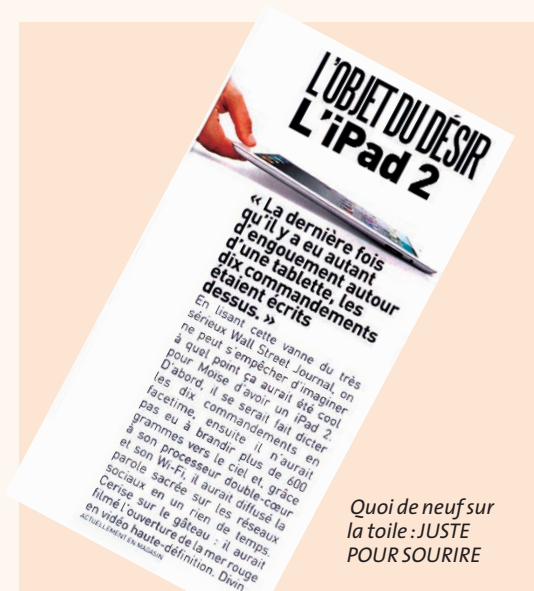 L'OBJET DU DÉSIR
L'iPad 2
« La dernière fois
qu'il y a eu autant
d'engouement autour
d'une tablette, les
dix commandements
étaient écrits
dessus. »
En lisant cette vanne du très
sérieux Wall Street Journal, on
ne peut s'empêcher d'imaginer
à quel point ça aurait été cool
pour Moïse d'avoir un iPad 2.
D'abord, il se serait fait dicter
les dix commandements en
facetime, ensuite il n'aurait
pas eu à brandir plus de 600
grammes vers le ciel et, grâce
à son processeur double-cœur
et son Wi-Fi, il aurait diffusé la
parole sacrée sur les réseaux
sociaux en un rien de temps.
Cerise sur le gâteau : il aurait
filmé l'ouverture de la mer rouge
en vidéo haute-définition. Divin
ACTUELLEMENT EN MAGASIN
Quoi de neuf sur
la toile : JUSTE
POUR SOURIRE